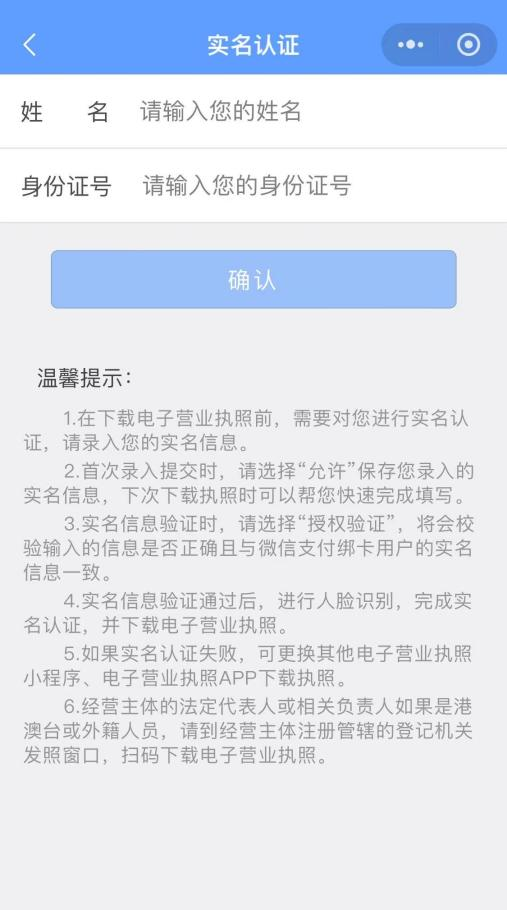 实名认证
姓 名 请输入您的姓名
身份证号 请输入您的身份证号
确认
温馨提示：
1.在下载电子营业执照前，需要对您进行实名认
证，请录入您的实名信息。
2.首次录入提交时，请选择“允许”保存您录入的
实名信息，下次下载执照时可以帮您快速完成填写。
3.实名信息验证时，请选择“授权验证”，将会校
验输入的信息是否正确且与微信支付绑卡用户的实名
信息一致。
4.实名信息验证通过后，进行人脸识别，完成实
名认证，并下载电子营业执照。
5.如果实名认证失败，可更换其他电子营业执照
小程序、电子营业执照APP下载执照。
6.经营主体的法定代表人或相关负责人如果是港
澳台或外籍人员，请到经营主体注册管辖的登记机关
发照窗口，扫码下载电子营业执照。